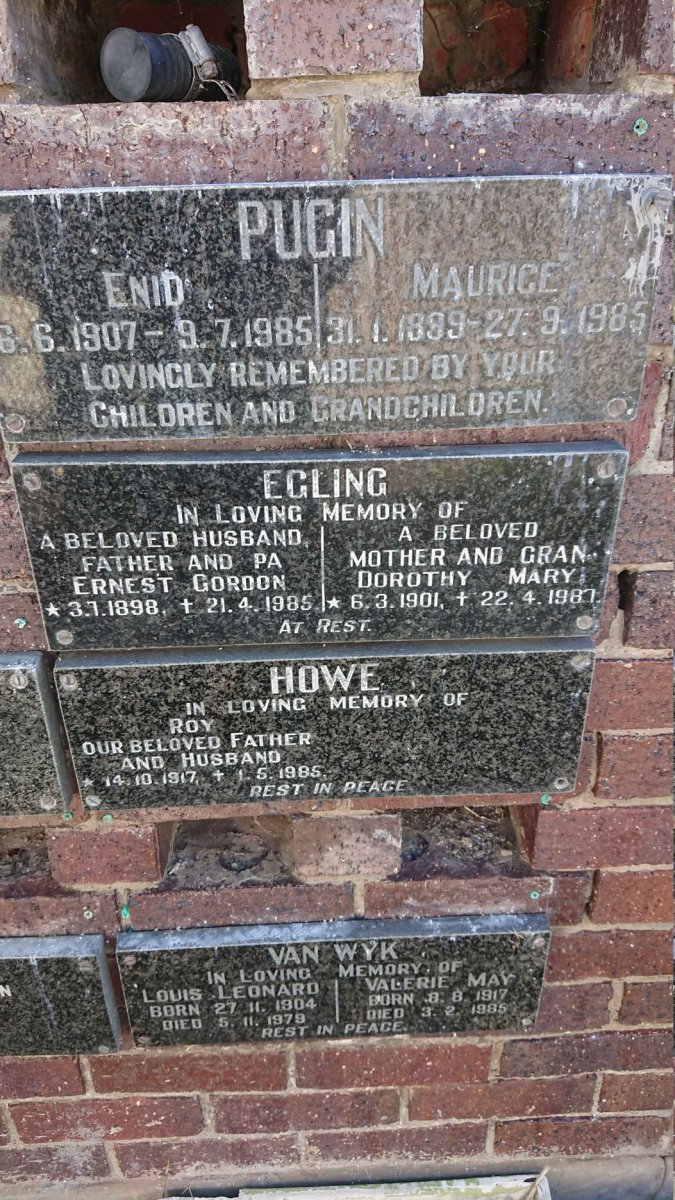 PUGIN
ENID
6.6.1907 - 9.7.1985
MAURICE
31.1.1899 - 27.9.1985
LOVINGLY REMEMBERED BY YOUR
CHILDREN AND GRANDCHILDREN.
EGLING
IN LOVING MEMORY OF
A BELOVED HUSBAND,
FATHER AND PA
ERNEST GORDON
★ 3.1.1898, † 21.4.1985
A BELOVED
MOTHER AND GRAN
DOROTHY MARY
★ 6.3.1901, † 22.4.1987
AT REST.
HOWE
IN LOVING MEMORY OF
ROY
OUR BELOVED FATHER
AND HUSBAND
★ 14.10.1917, † 1.5.1985.
REST IN PEACE
VAN WYK
IN LOVING MEMORY OF
LOUIS LEONARD
BORN 27.11.1904
DIED 5.11.1979
VALERIE MAY
BORN 8.8.1917
DIED 3.2.1985
REST IN PEACE.
N